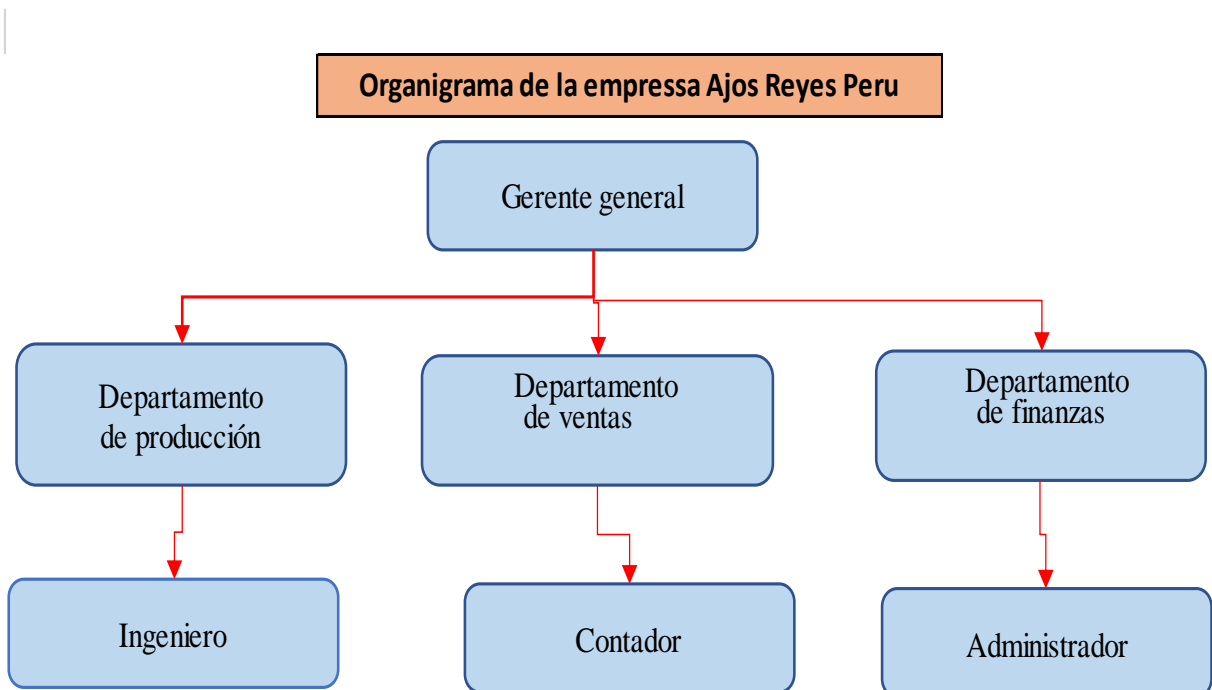 Organigrama de la empressa Ajos Reyes Peru
Gerente general
Departamento
de producción
Departamento
de ventas
Departamento
de finanzas
Ingeniero
Contador
Administrador